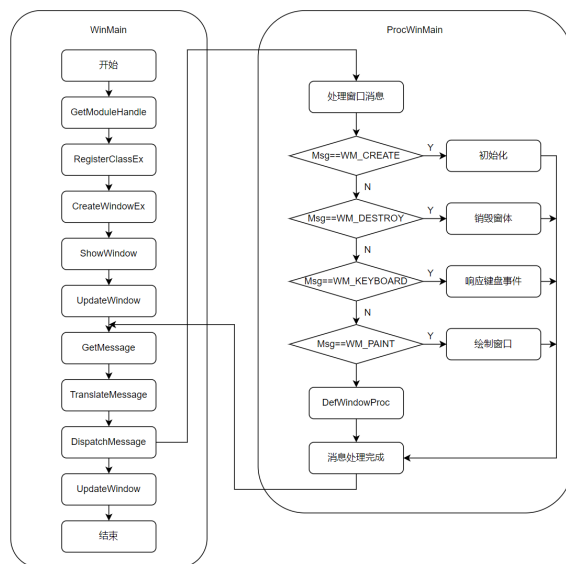 WinMain
开始
GetModuleHandle
RegisterClassEx
CreateWindowEx
ShowWindow
UpdateWindow
GetMessage
TranslateMessage
DispatchMessage
UpdateWindow
结束
ProcWinMain
处理窗口消息
Msg==WM_CREATE
Y
初始化
N
Msg==WM_DESTROY
Y
销毁窗体
N
Msg==WM_KEYBOARD
Y
响应键盘事件
N
Msg==WM_PAINT
Y
绘制窗口
DefWindowProc
消息处理完成